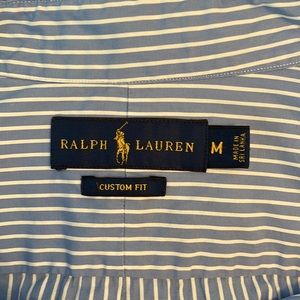 RALPH LAUREN
M
MADE IN
SRI LANKA
CUSTOM FIT